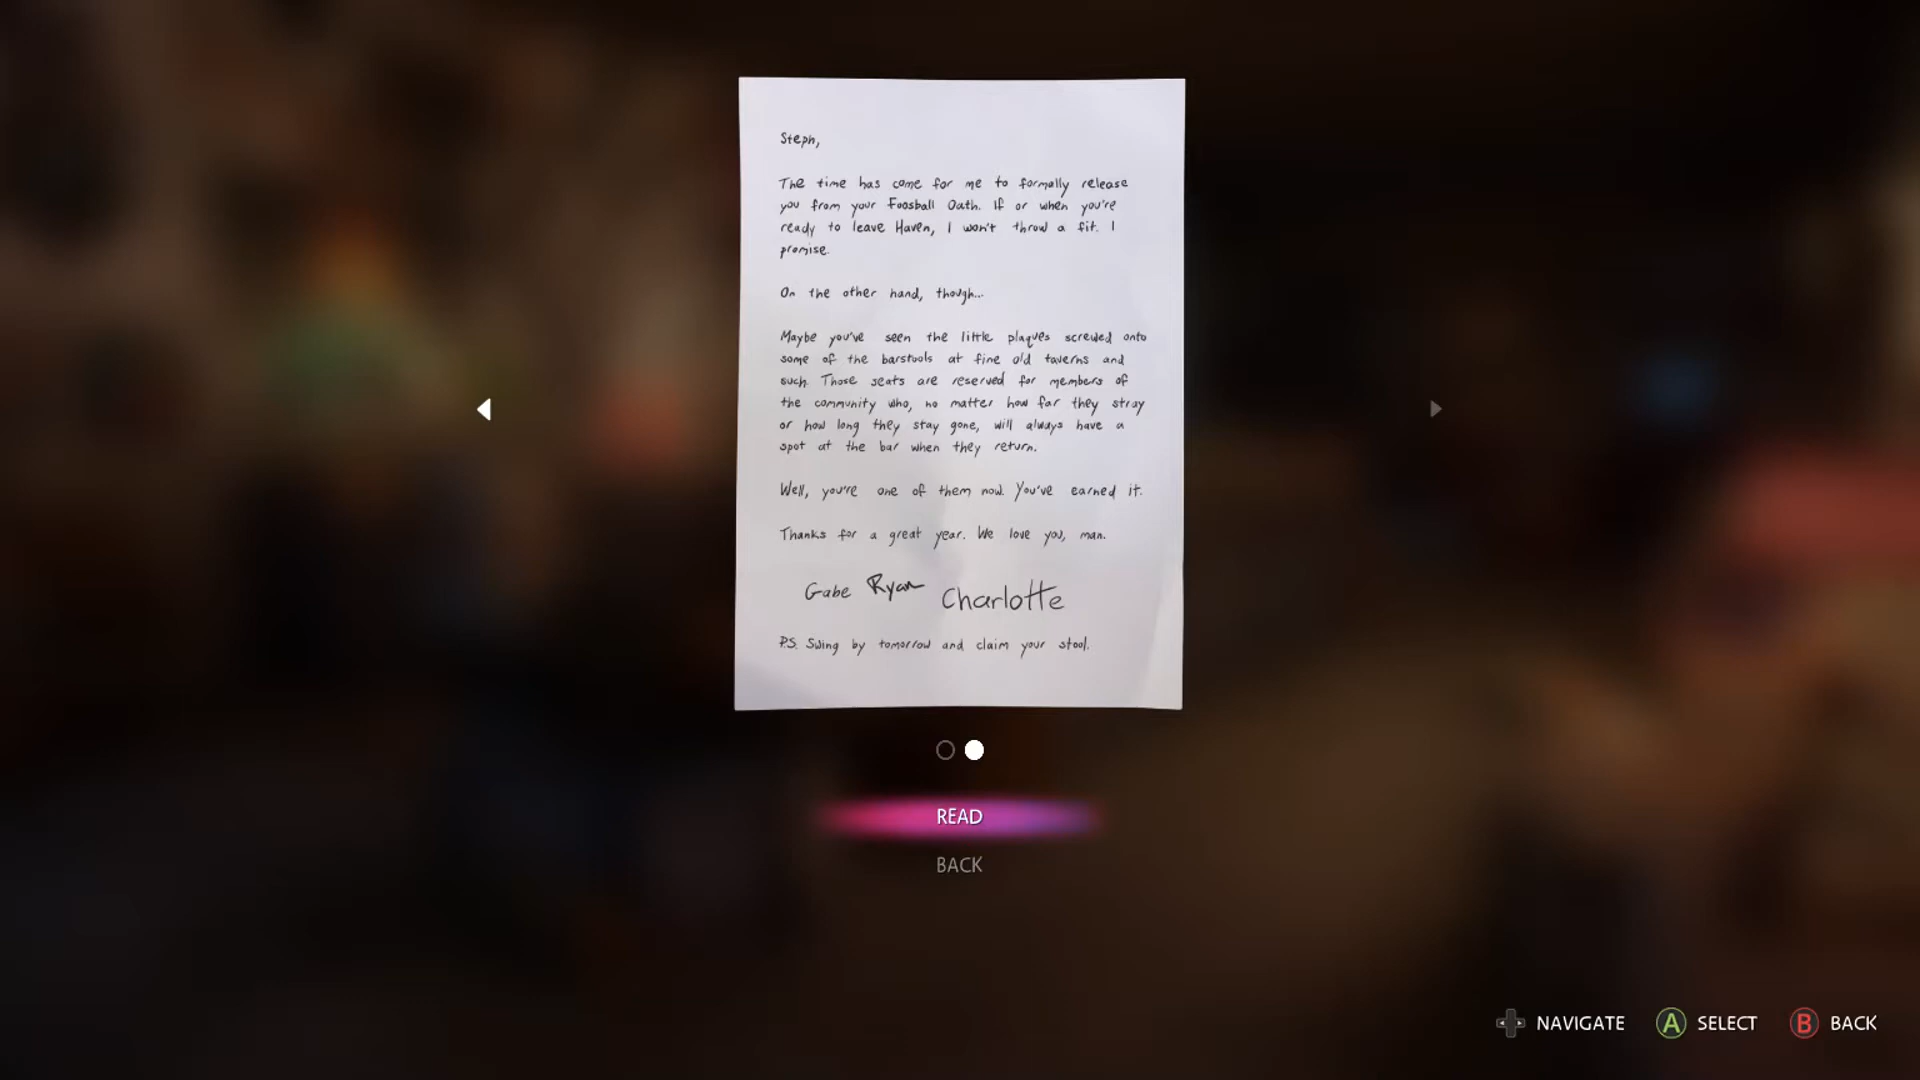 Steph,
The time has come for me to formally release
you from your Foosball Oath. If or when you're
ready to leave Haven, I won't throw a fit. I
promise.
On the other hand, though...
Maybe you've seen the little plaques screwed onto
some of the barstools at fine old taverns and
such. Those seats are reserved for members of
the community who, no matter how far they stray
or how long they stay gone, will always have a
spot at the bar when they return.
Well, you're one of them now. You've earned it.
Thanks for a great year. We love you, man.
Gabe Ryan Charlotte
P.S. Swing by tomorrow and claim your stool.
READ
BACK
NAVIGATE A SELECT B BACK